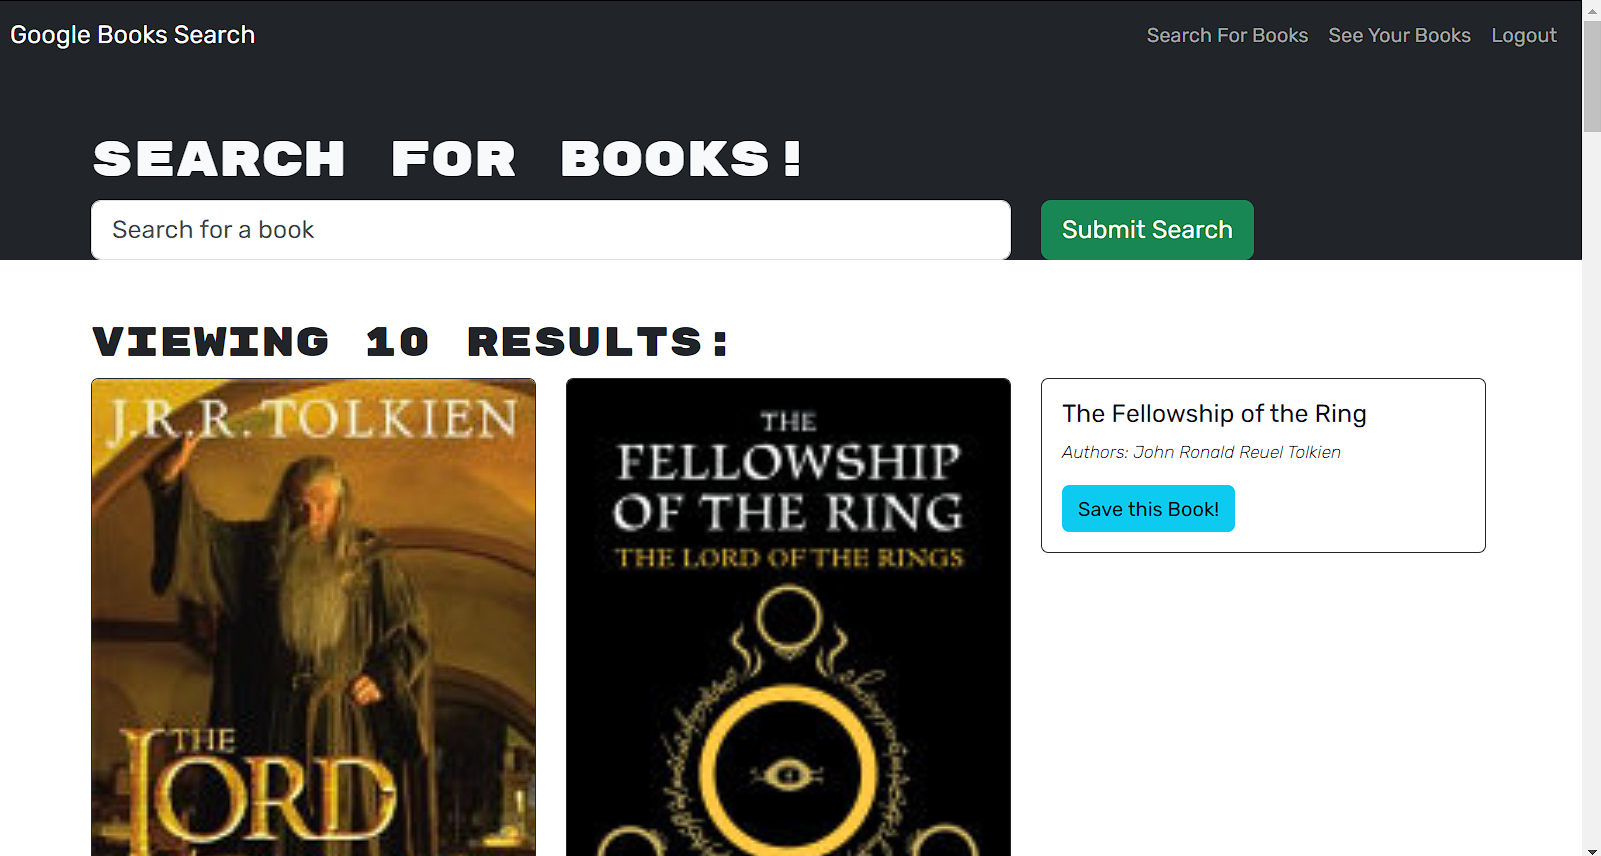 Google Books Search
Search For Books
See Your Books
Logout
SEARCH FOR BOOKS!
Search for a book
Submit Search
VIEWING 10 RESULTS:
J.R.R. TOLKIEN
THE
LORD
THE
FELLOWSHIP
OF THE RING
THE LORD OF THE RINGS
The Fellowship of the Ring
Authors: John Ronald Reuel Tolkien
Save this Book!